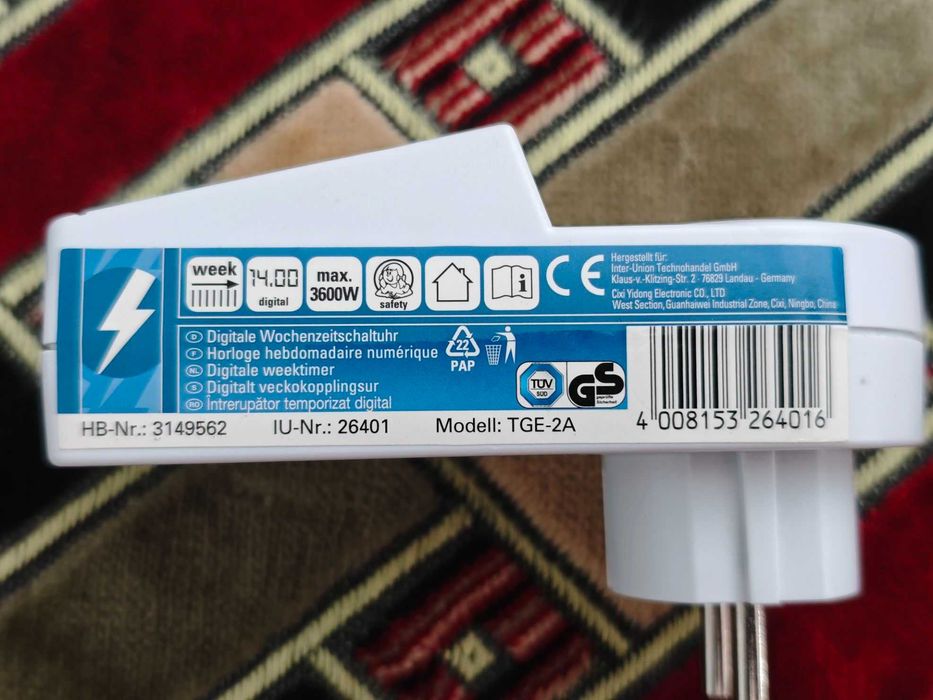 week
14.00
digital
max.
3600W
safety
i
CE
Hergestellt für:
Inter-Union Technohandel GmbH
Klaus-v.-Klitzing-Str. 2 · 76829 Landau - Germany
Cixi Yidong Electronic CO., LTD
West Section, Guanhaiwei Industrial Zone, Cixi, Ningbo, China
D Digitale Wochenzeitschaltuhr
F Horloge hebdomadaire numérique
NL Digitale weektimer
S Digitalt veckokopplingsur
RO Întrerupător temporizat digital
22
PAP
TÜV
SÜD
GS
geprüfte
Sicherheit
HB-Nr.: 3149562 IU-Nr.: 26401 Modell: TGE-2A
4 008153 264016